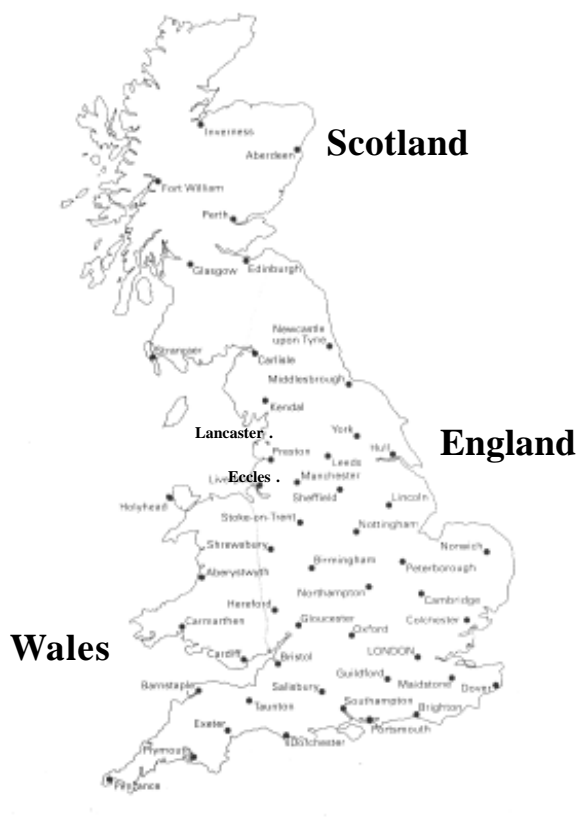 Inverness
Scotland
Aberdeen
Fort William
Perth
Glasgow
Edinburgh
Newcastle
upon Tyne
Stranraer
Carlisle
Middlesbrough
Kendal
Lancaster .
York
Hull
England
Preston
Leeds
Eccles .
Manchester
Sheffield
Holyhead
Lincoln
Stoke-on-Trent
Nottingham
Shrewsbury
Norwich
Birmingham
Peterborough
Aberystwyth
Northampton
Cambridge
Hereford
Carmarthen
Gloucester
Colchester
Oxford
Wales
Cardiff
Bristol
LONDON
Guildford
Maidstone
Dover
Barnstaple
Salisbury
Taunton
Southampton
Brighton
Exeter
Portsmouth
Dorchester
Plymouth
Penzance